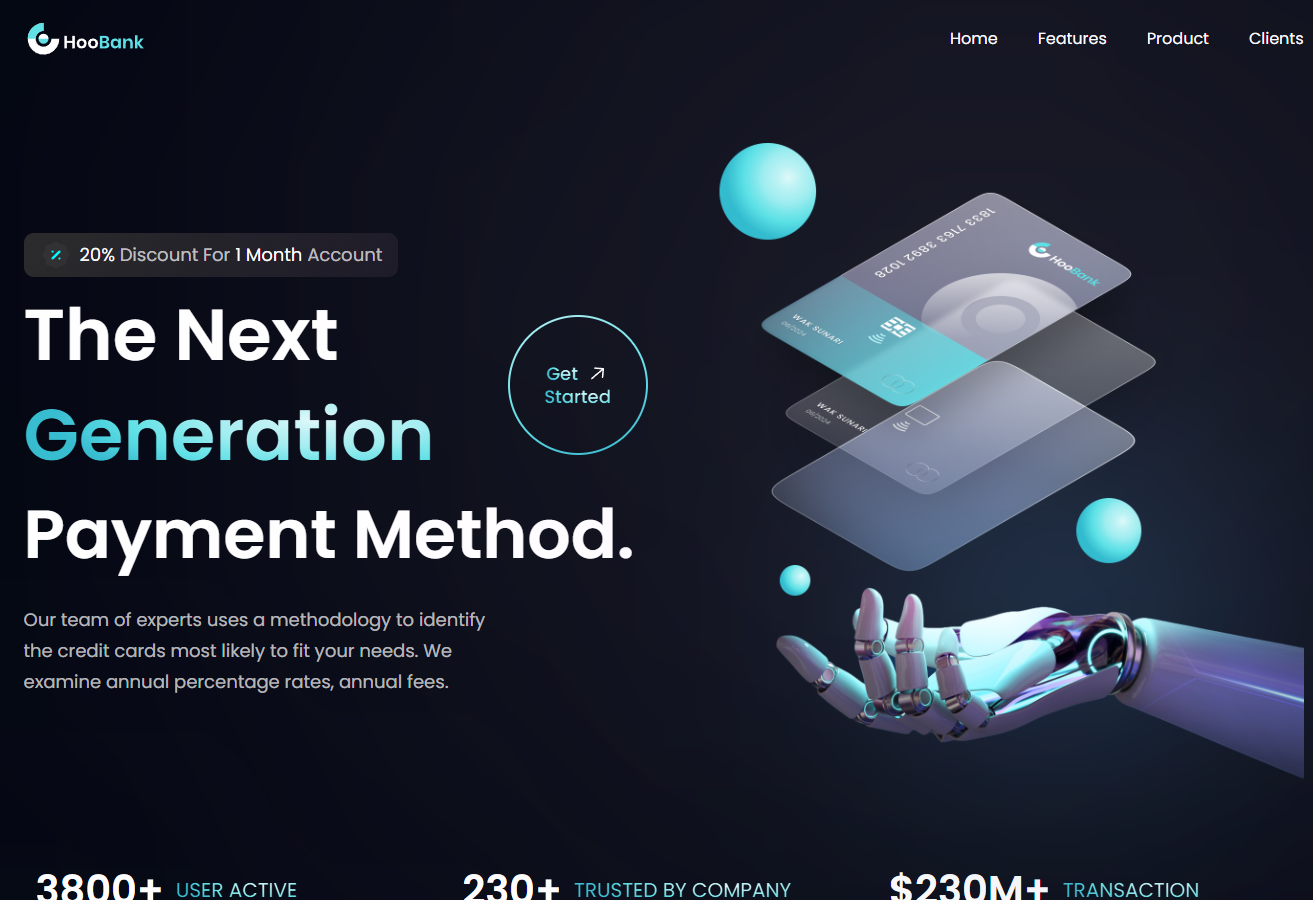 HooBank
Home Features Product Clients
20% Discount For 1 Month Account
The Next
Generation
Payment Method.
Get
Started
Our team of experts uses a methodology to identify
the credit cards most likely to fit your needs. We
examine annual percentage rates, annual fees.
1833 7163 3892 1028
HooBank
WAK SUNARI
06/2024
WAK SUNARI
06/2024
3800+ USER ACTIVE
230+ TRUSTED BY COMPANY
$230M+ TRANSACTION